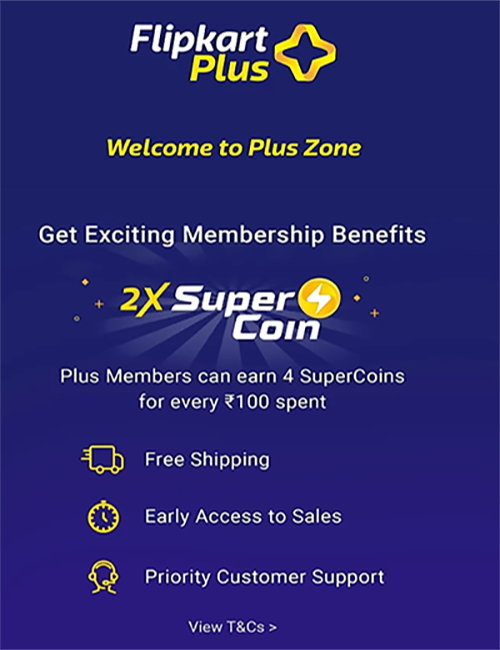 Flipkart
Plus
Welcome to Plus Zone
Get Exciting Membership Benefits
2X Super
Coin
Plus Members can earn 4 SuperCoins
for every ₹100 spent
Free Shipping
Early Access to Sales
Priority Customer Support
View T&Cs >